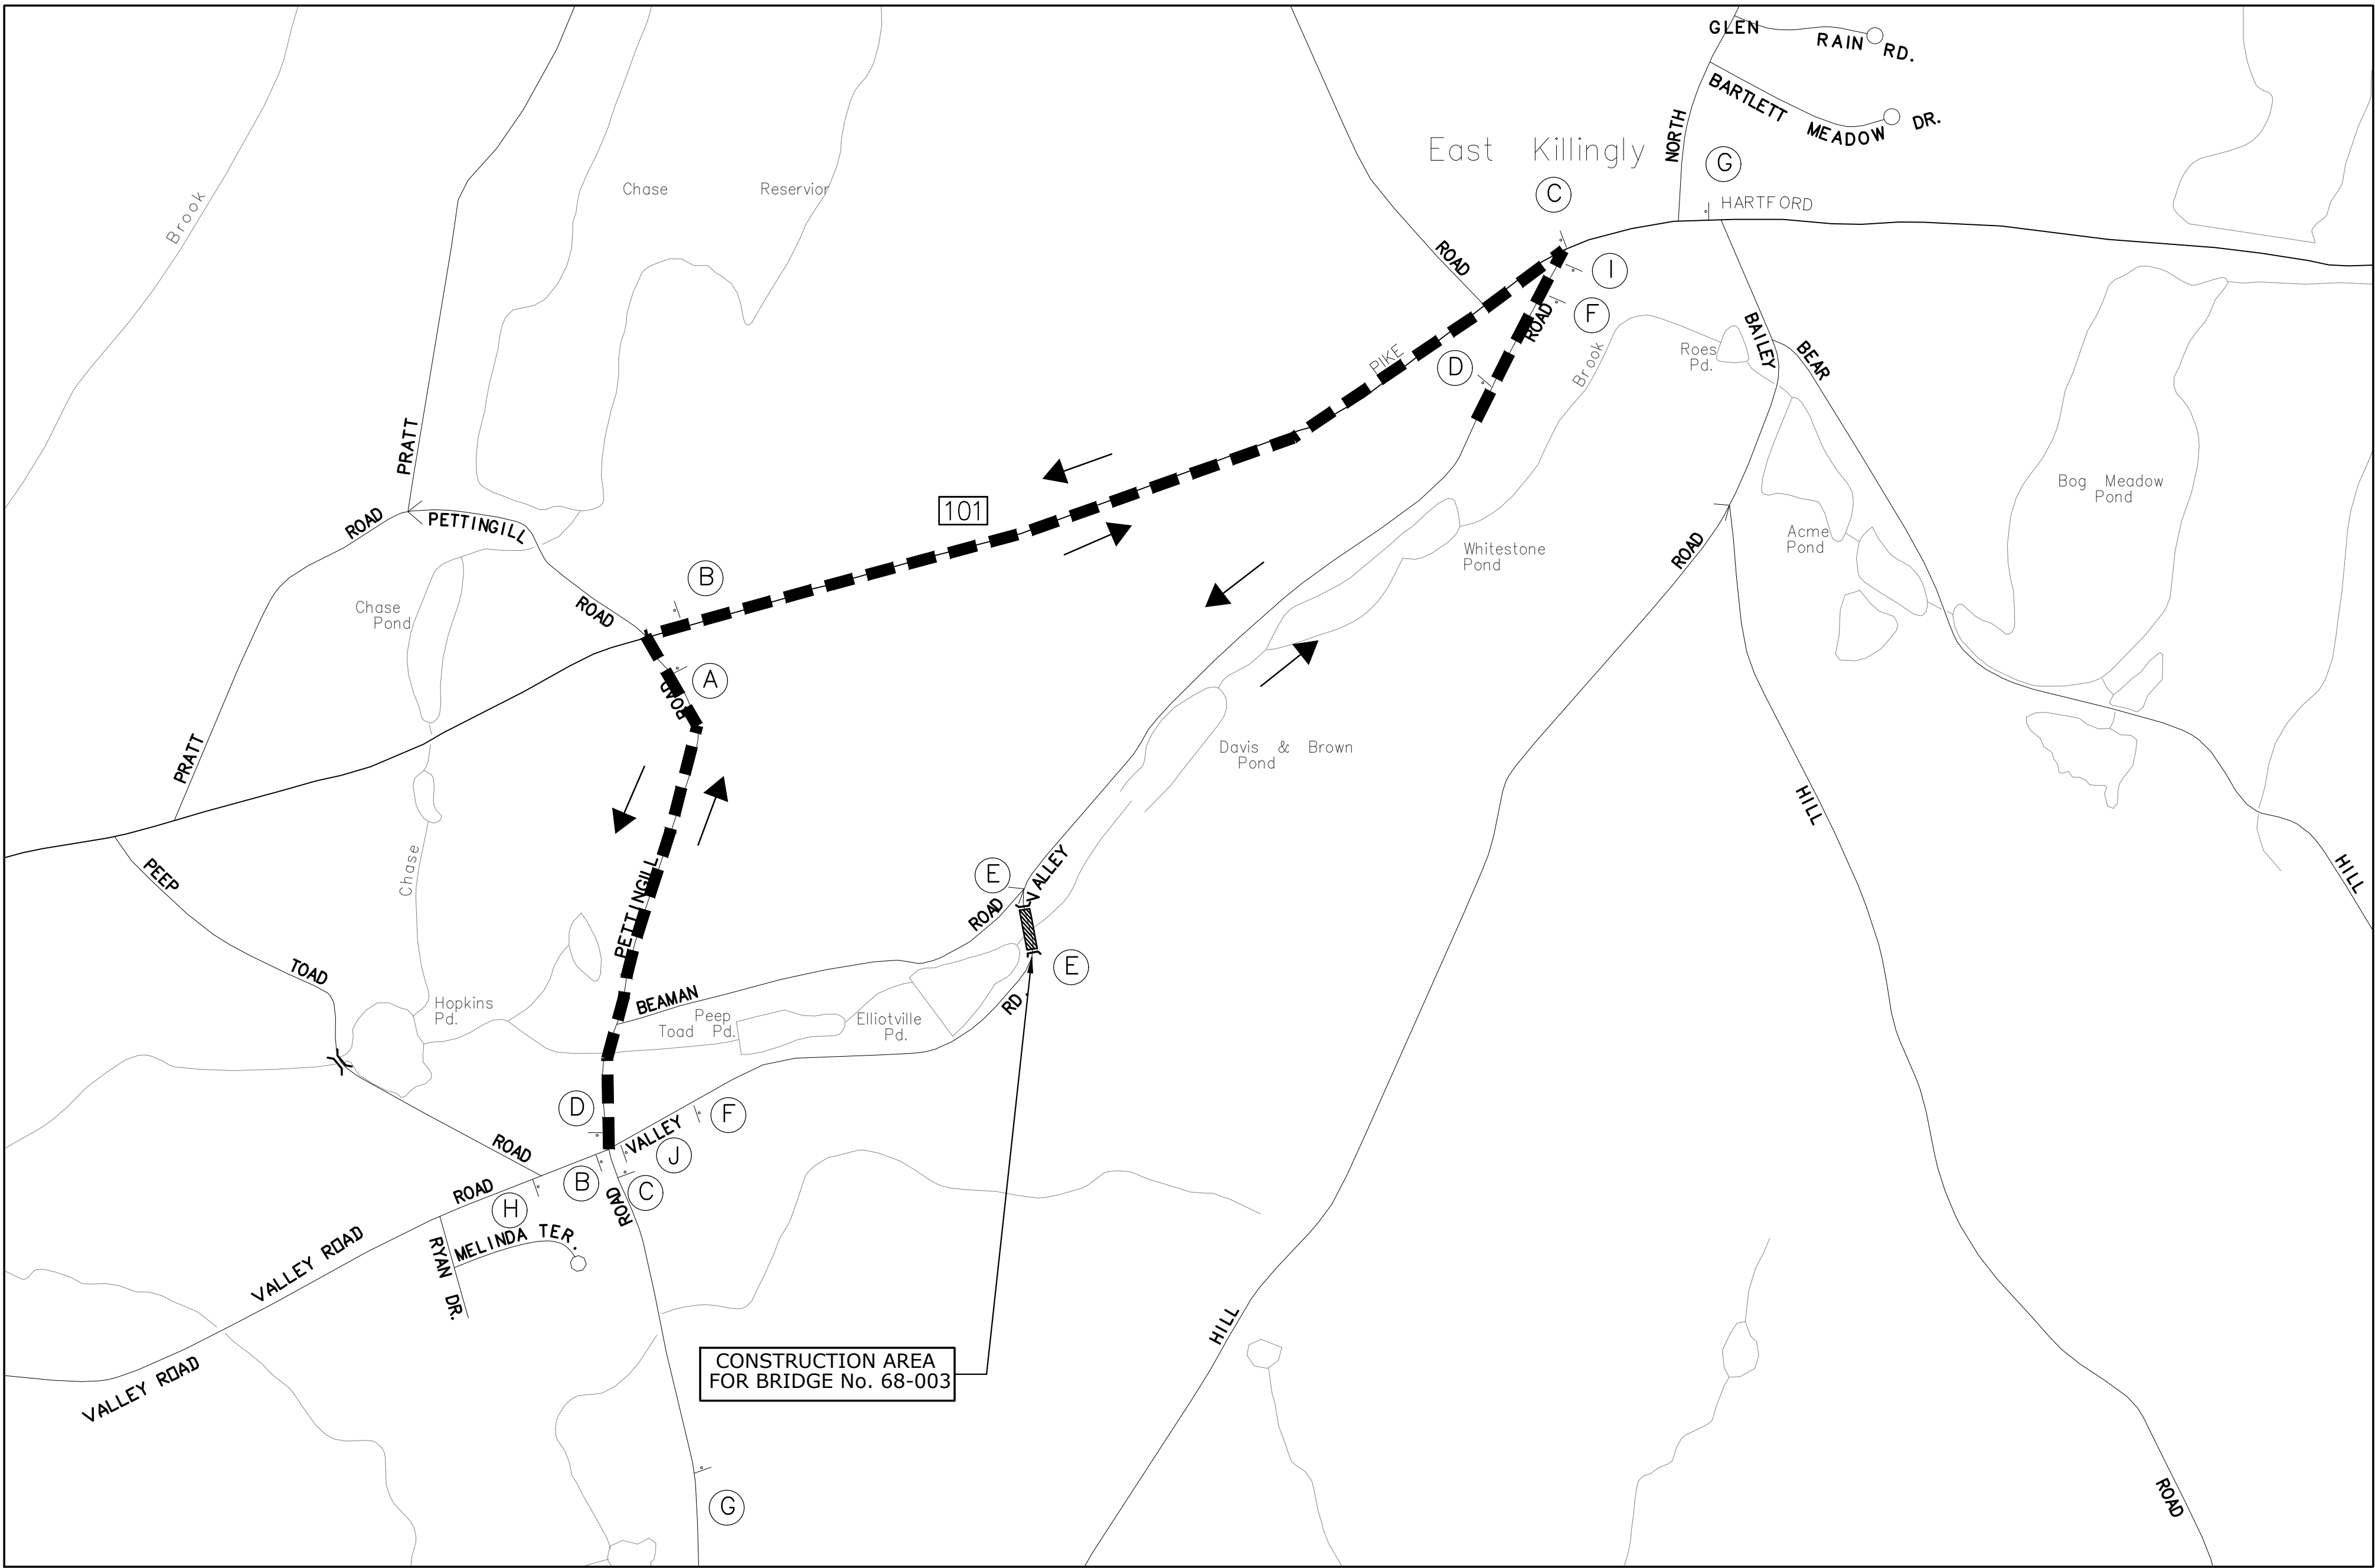 GLEN
RAIN RD.
BARTLETT
MEADOW DR.
East Killingly
NORTH
G
C
HARTFORD
Chase Reservior
Brook
ROAD
I
F
ROAD
BAILEY
BEAR
PIKE
D
Brook
Roes
Pd.
PRATT
101
Bog Meadow
Pond
ROAD
PETTINGILL
Acme
Pond
Whitestone
Pond
ROAD
B
Chase
Pond
ROAD
A
ROAD
PRATT
Davis & Brown
Pond
HILL
PEEP
Chase
PETTINGILL
E
VALLEY
ROAD
HILL
TOAD
E
Hopkins
Pd.
BEAMAN
Peep
Toad Pd.
Elliotville
Pd.
RD.
D
F
VALLEY
J
ROAD
B
C
ROAD
ROAD
H
MELINDA TER.
RYAN DR.
VALLEY ROAD
VALLEY ROAD
HILL
CONSTRUCTION AREA
FOR BRIDGE No. 68-003
G
ROAD